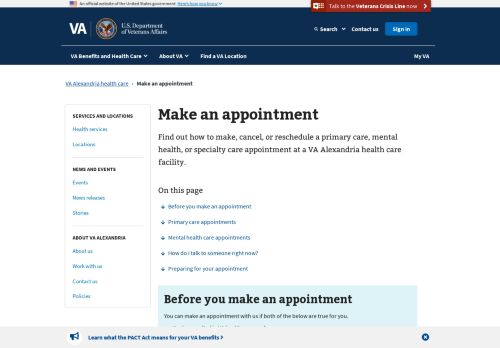 An official website of the United States government Here's how you know
Talk to the Veterans Crisis Line now
VA
U.S. Department
of Veterans Affairs
Search
Contact us
Sign in
VA Benefits and Health Care
About VA
Find a VA Location
My VA
VA Alexandria health care › Make an appointment
SERVICES AND LOCATIONS
Health services
Locations
NEWS AND EVENTS
Events
News releases
Stories
ABOUT VA ALEXANDRIA
About us
Work with us
Contact us
Policies
Make an appointment
Find out how to make, cancel, or reschedule a primary care, mental
health, or specialty care appointment at a VA Alexandria health care
facility.
On this page
Before you make an appointment
Primary care appointments
Mental health care appointments
How do I talk to someone right now?
Preparing for your appointment
Before you make an appointment
You can make an appointment with us if both of the below are true for you.
Learn what the PACT Act means for your VA benefits